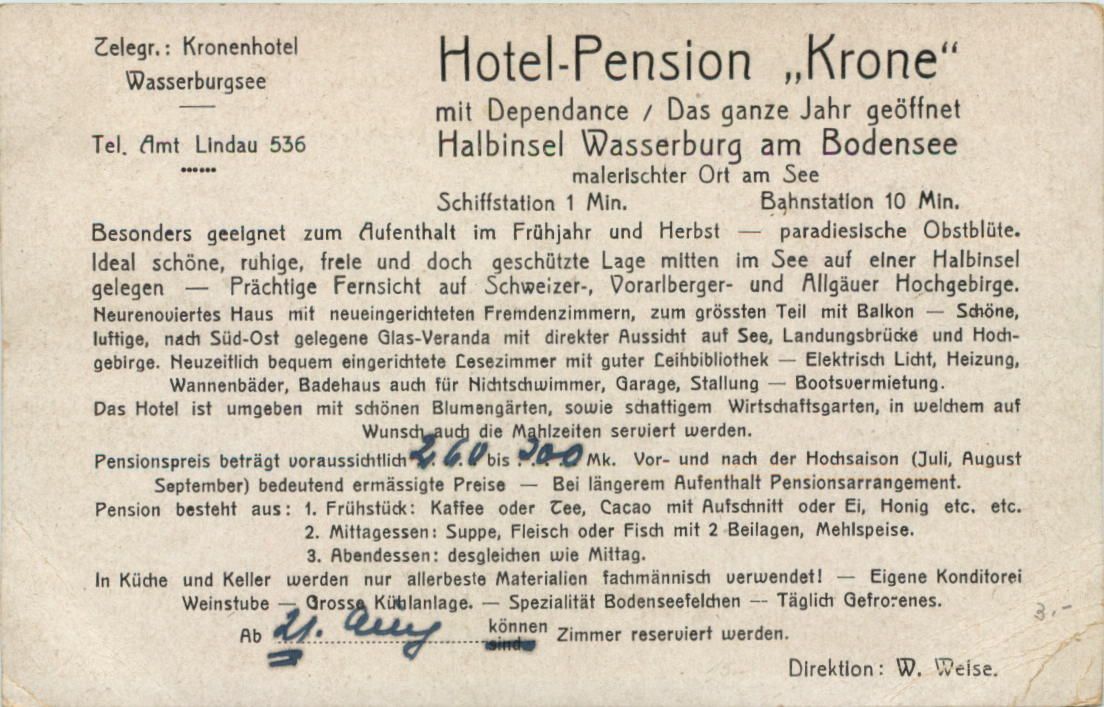 Telegr.: Kronenhotel
Wasserburgsee
Tel. Amt Lindau 536
Hotel-Pension „Krone“
mit Dependance / Das ganze Jahr geöffnet
Halbinsel Wasserburg am Bodensee
malerischter Ort am See
Schiffstation 1 Min. Bahnstation 10 Min.
Besonders geeignet zum Aufenthalt im Frühjahr und Herbst — paradiesische Obstblüte.
Ideal schöne, ruhige, freie und doch geschützte Lage mitten im See auf einer Halbinsel
gelegen — Prächtige Fernsicht auf Schweizer-, Vorarlberger- und Allgäuer Hochgebirge.
Neurenoviertes Haus mit neueingerichteten Fremdenzimmern, zum grössten Teil mit Balkon — Schöne,
luftige, nach Süd-Ost gelegene Glas-Veranda mit direkter Aussicht auf See, Landungsbrücke und Hoch-
gebirge. Neuzeitlich bequem eingerichtete Lesezimmer mit guter Leihbibliothek — Elektrisch Licht, Heizung,
Wannenbäder, Badehaus auch für Nichtschwimmer, Garage, Stallung — Bootsvermietung.
Das Hotel ist umgeben mit schönen Blumengärten, sowie schattigem Wirtschaftsgarten, in welchem auf
Wunsch auch die Mahlzeiten serviert werden.
Pensionspreis beträgt voraussichtlich 260 bis 300 Mk. Vor- und nach der Hochsaison (Juli, August
September) bedeutend ermässigte Preise — Bei längerem Aufenthalt Pensionsarrangement.
Pension besteht aus: 1. Frühstück: Kaffee oder Tee, Cacao mit Aufschnitt oder Ei, Honig etc. etc.
2. Mittagessen: Suppe, Fleisch oder Fisch mit 2 Beilagen, Mehlspeise.
3. Abendessen: desgleichen wie Mittag.
In Küche und Keller werden nur allerbeste Materialien fachmännisch verwendet! — Eigene Konditorei
Weinstube — Grosse Kühlanlage. — Spezialität Bodenseefelchen — Täglich Gefrorenes.
3.-
Ab 21. Aug können sind Zimmer reserviert werden.
Direktion: W. Weise.